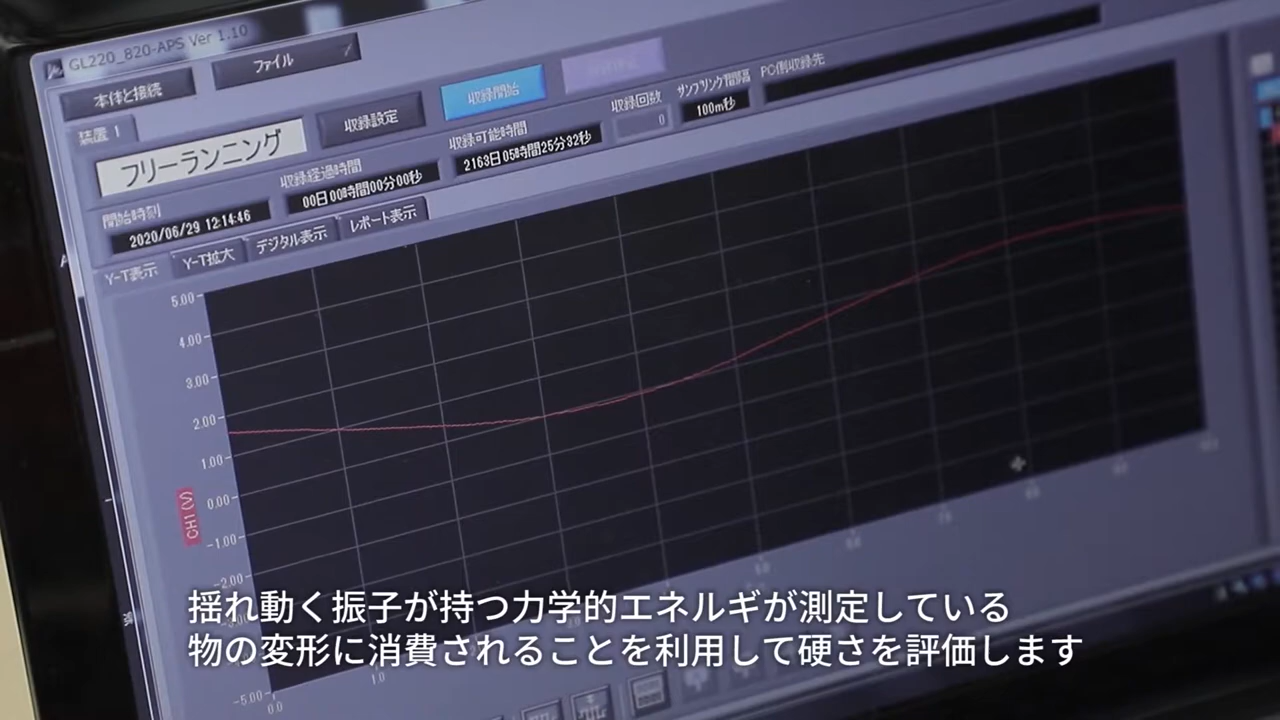 GL220_820-APS Ver 1.10
本体と接続
ファイル
装置 1
フリーランニング
収録設定
収録開始
収録可能時間
2163日05時間25分32秒
収録回数
0
サンプリング間隔
100m秒
PC側収録先
収録経過時間
00日00時間00分00秒
開始時刻
2020/06/29 12:14:46
Y-T表示
Y-T拡大
デジタル表示
レポート表示
5.00
4.00
3.00
2.00
1.00
0.00
-1.00
-2.00
-5.00
CH1(V)
0.0
1.0
揺れ動く振子が持つ力学的エネルギが測定している
物の変形に消費されることを利用して硬さを評価します